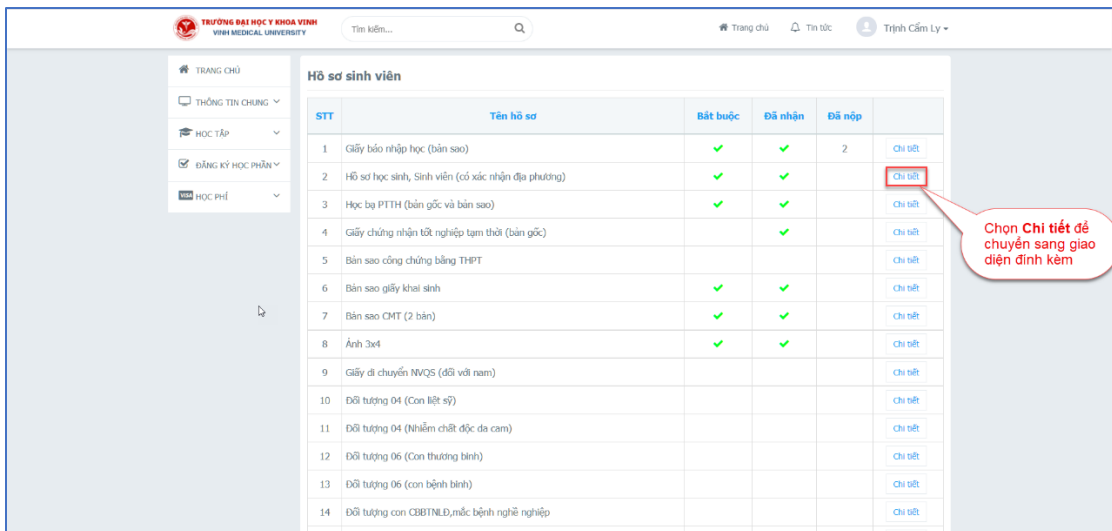 TRƯỜNG ĐẠI HỌC Y KHOA VINH
VINH MEDICAL UNIVERSITY
Tìm kiếm...
Trang chủ
Tin tức
Trịnh Cẩm Ly
TRANG CHỦ
THÔNG TIN CHUNG
HỌC TẬP
ĐĂNG KÝ HỌC PHẦN
VISA HỌC PHÍ
Hồ sơ sinh viên
STT Tên hồ sơ Bắt buộc Đã nhận Đã nộp
1 Giấy báo nhập học (bản sao) 2 Chi tiết
2 Hồ sơ học sinh, Sinh viên (có xác nhận địa phương) Chi tiết
3 Học bạ PTTH (bản gốc và bản sao) Chi tiết
4 Giấy chứng nhận tốt nghiệp tạm thời (bản gốc) Chi tiết
5 Bản sao công chứng bằng THPT Chi tiết
6 Bản sao giấy khai sinh Chi tiết
7 Bản sao CMT (2 bản) Chi tiết
8 Ảnh 3x4 Chi tiết
9 Giấy di chuyển NVQS (đối với nam) Chi tiết
10 Đối tượng 04 (Con liệt sỹ) Chi tiết
11 Đối tượng 04 (Nhiễm chất độc da cam) Chi tiết
12 Đối tượng 06 (Con thương binh) Chi tiết
13 Đối tượng 06 (con bệnh binh) Chi tiết
14 Đối tượng con CBBTNLĐ,mắc bệnh nghề nghiệp Chi tiết
Chọn Chi tiết để
chuyển sang giao
diện đính kèm